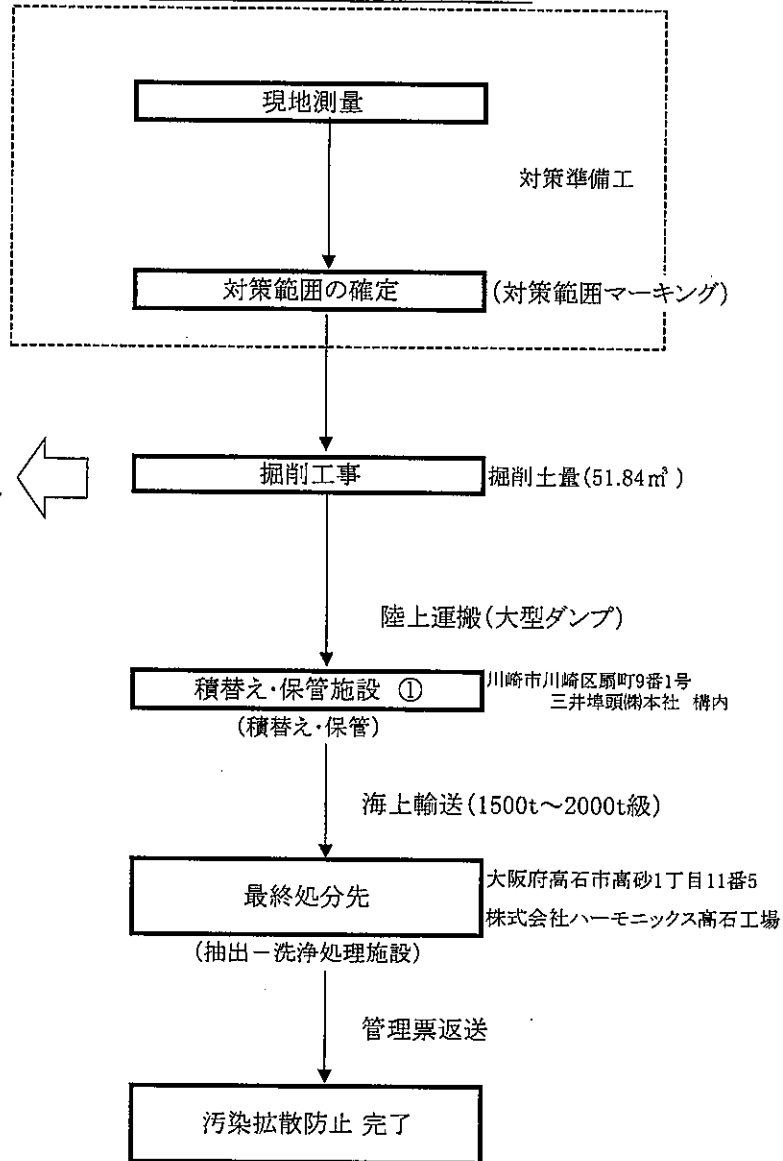 現地測量
対策準備工
対策範囲の確定 (対策範囲マーキング)
掘削工事 掘削土量(51.84㎥)
陸上運搬(大型ダンプ)
積替え・保管施設 ① 川崎市川崎区扇町9番1号
三井埠頭㈱本社 構内
(積替え・保管)
海上輸送(1500t～2000t級)
最終処分先 大阪府高石市高砂1丁目11番5
株式会社ハーモニックス高石工場
(抽出－洗浄処理施設)
管理票返送
汚染拡散防止 完了